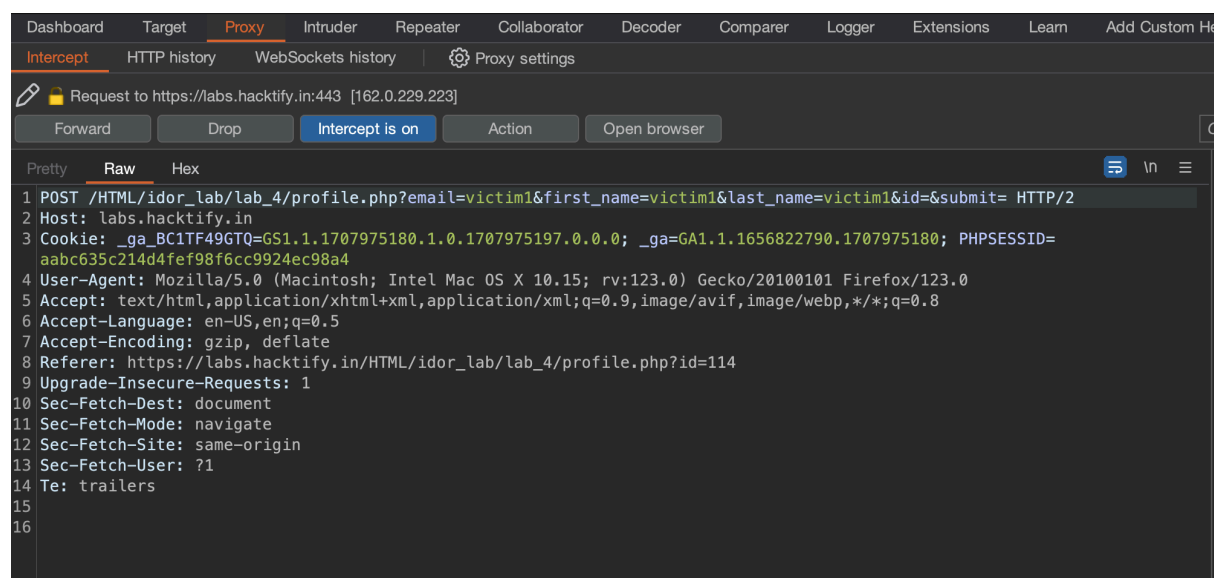 Dashboard Target Proxy Intruder Repeater Collaborator Decoder Comparer Logger Extensions Learn Add Custom He
Intercept HTTP history WebSockets history Proxy settings
Request to https://labs.hacktify.in:443 [162.0.229.223]
Forward Drop Intercept is on Action Open browser
Pretty Raw Hex \n
1 POST /HTML/idor_lab/lab_4/profile.php?email=victim1&first_name=victim1&last_name=victim1&id=&submit= HTTP/2
2 Host: labs.hacktify.in
3 Cookie: _ga_BC1TF49GTQ=GS1.1.1707975180.1.0.1707975197.0.0.0; _ga=GA1.1.1656822790.1707975180; PHPSESSID=
aabc635c214d4fef98f6cc9924ec98a4
4 User-Agent: Mozilla/5.0 (Macintosh; Intel Mac OS X 10.15; rv:123.0) Gecko/20100101 Firefox/123.0
5 Accept: text/html,application/xhtml+xml,application/xml;q=0.9,image/avif,image/webp,*/*;q=0.8
6 Accept-Language: en-US,en;q=0.5
7 Accept-Encoding: gzip, deflate
8 Referer: https://labs.hacktify.in/HTML/idor_lab/lab_4/profile.php?id=114
9 Upgrade-Insecure-Requests: 1
10 Sec-Fetch-Dest: document
11 Sec-Fetch-Mode: navigate
12 Sec-Fetch-Site: same-origin
13 Sec-Fetch-User: ?1
14 Te: trailers
15
16